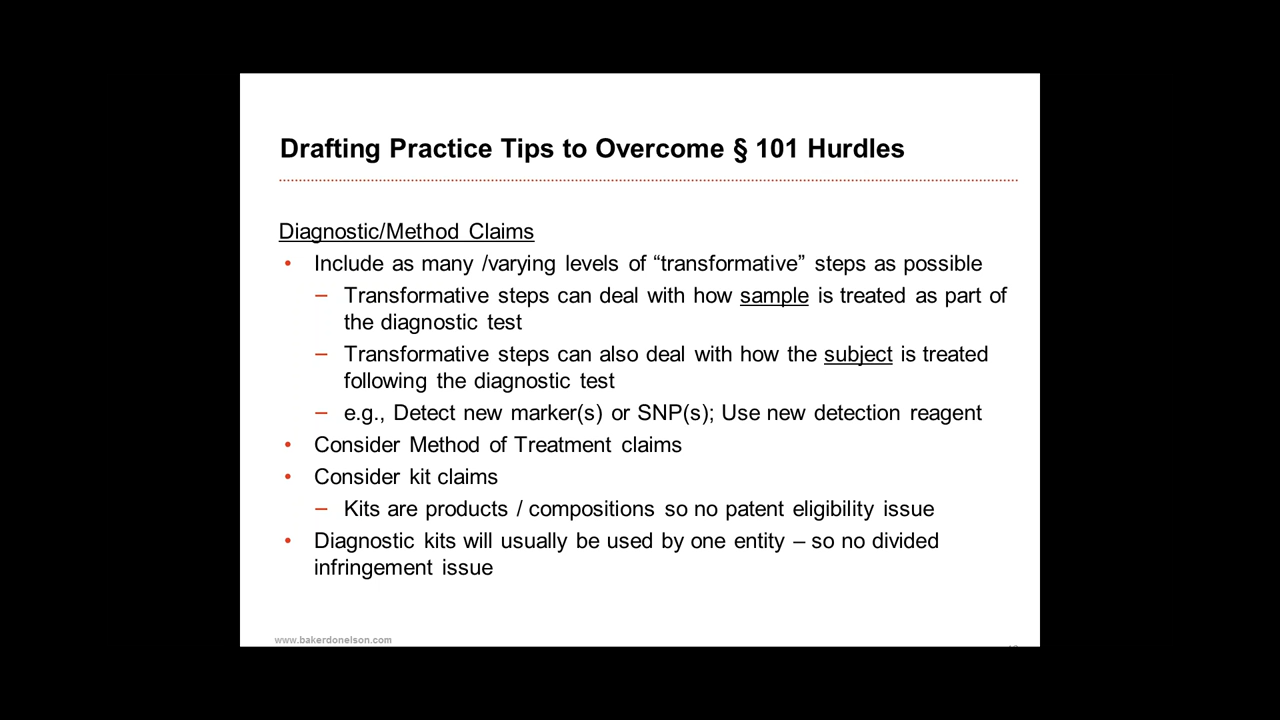 Drafting Practice Tips to Overcome § 101 Hurdles
Diagnostic/Method Claims
• Include as many /varying levels of “transformative” steps as possible
– Transformative steps can deal with how sample is treated as part of
the diagnostic test
– Transformative steps can also deal with how the subject is treated
following the diagnostic test
– e.g., Detect new marker(s) or SNP(s); Use new detection reagent
• Consider Method of Treatment claims
• Consider kit claims
– Kits are products / compositions so no patent eligibility issue
• Diagnostic kits will usually be used by one entity – so no divided
infringement issue
www.bakerdonelson.com